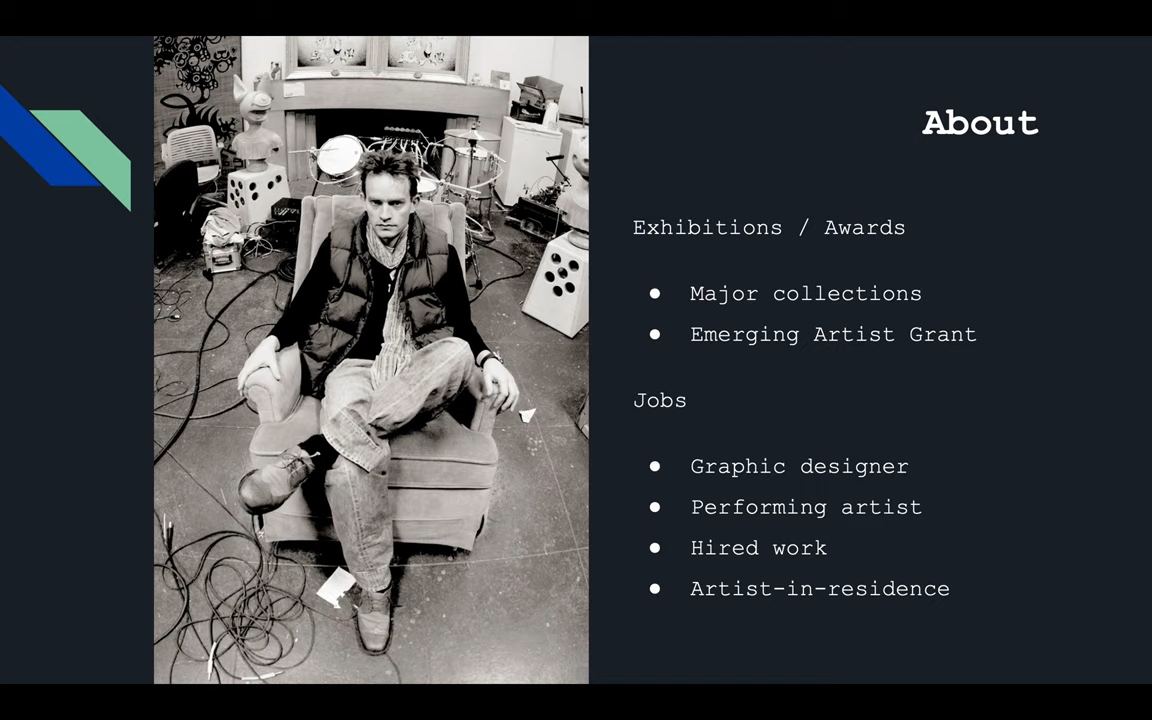 About
Exhibitions / Awards
● Major collections
● Emerging Artist Grant
Jobs
● Graphic designer
● Performing artist
● Hired work
● Artist-in-residence